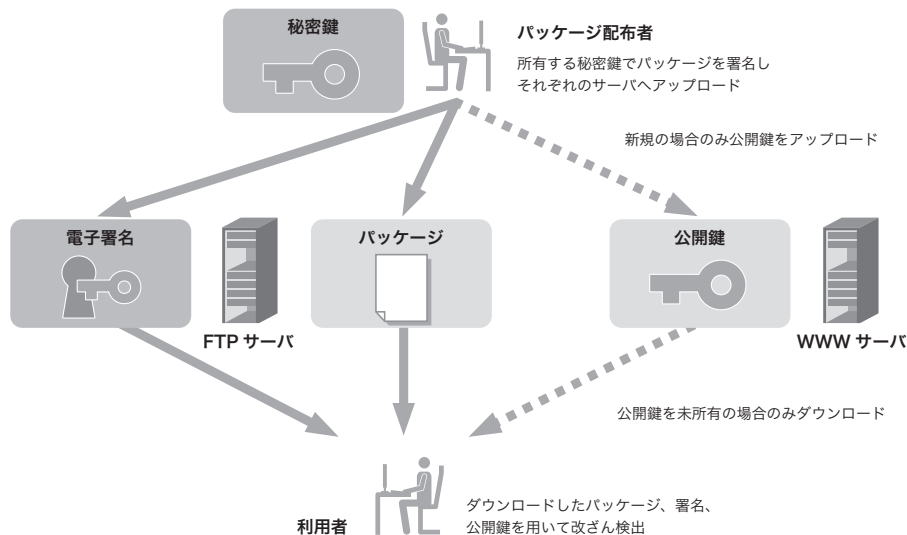 秘密鍵
パッケージ配布者
所有する秘密鍵でパッケージを署名し
それぞれのサーバへアップロード
新規の場合のみ公開鍵をアップロード
電子署名
パッケージ
公開鍵
FTP サーバ
WWW サーバ
公開鍵を未所有の場合のみダウンロード
利用者
ダウンロードしたパッケージ、署名、
公開鍵を用いて改ざん検出